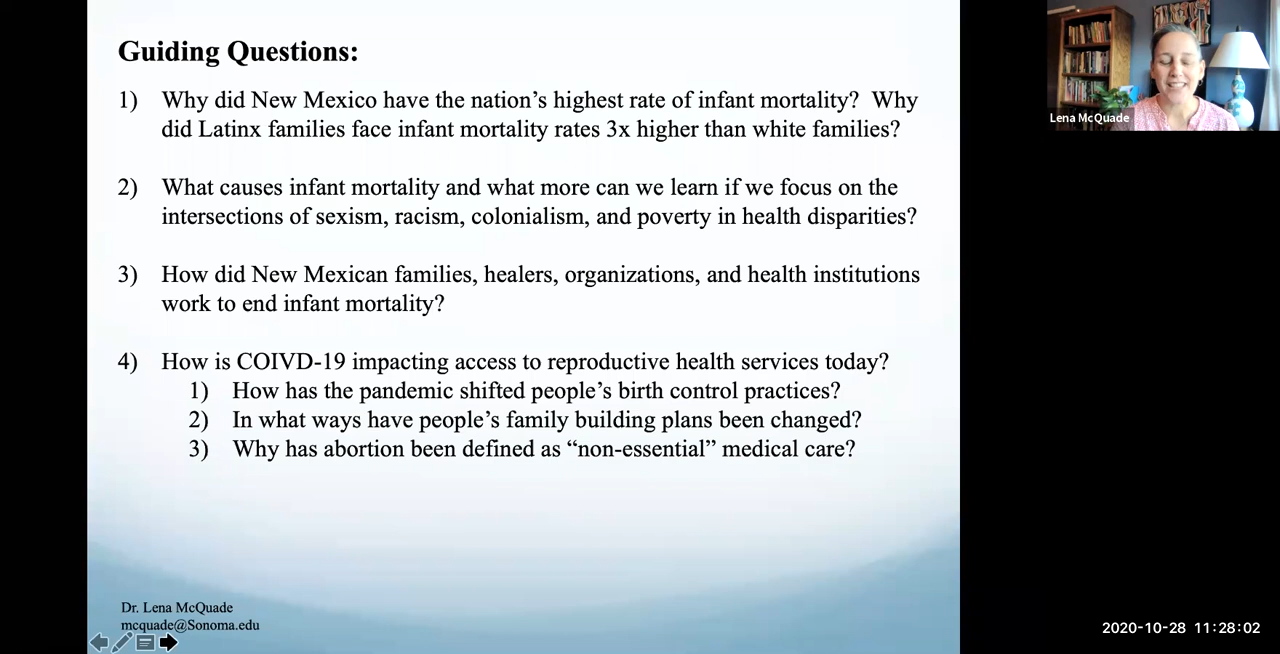 Guiding Questions:
1) Why did New Mexico have the nation’s highest rate of infant mortality? Why
did Latinx families face infant mortality rates 3x higher than white families?
2) What causes infant mortality and what more can we learn if we focus on the
intersections of sexism, racism, colonialism, and poverty in health disparities?
3) How did New Mexican families, healers, organizations, and health institutions
work to end infant mortality?
4) How is COIVD-19 impacting access to reproductive health services today?
1) How has the pandemic shifted people’s birth control practices?
2) In what ways have people’s family building plans been changed?
3) Why has abortion been defined as “non-essential” medical care?
Dr. Lena McQuade
mcquade@Sonoma.edu
Lena McQuade
2020-10-28 11:28:02